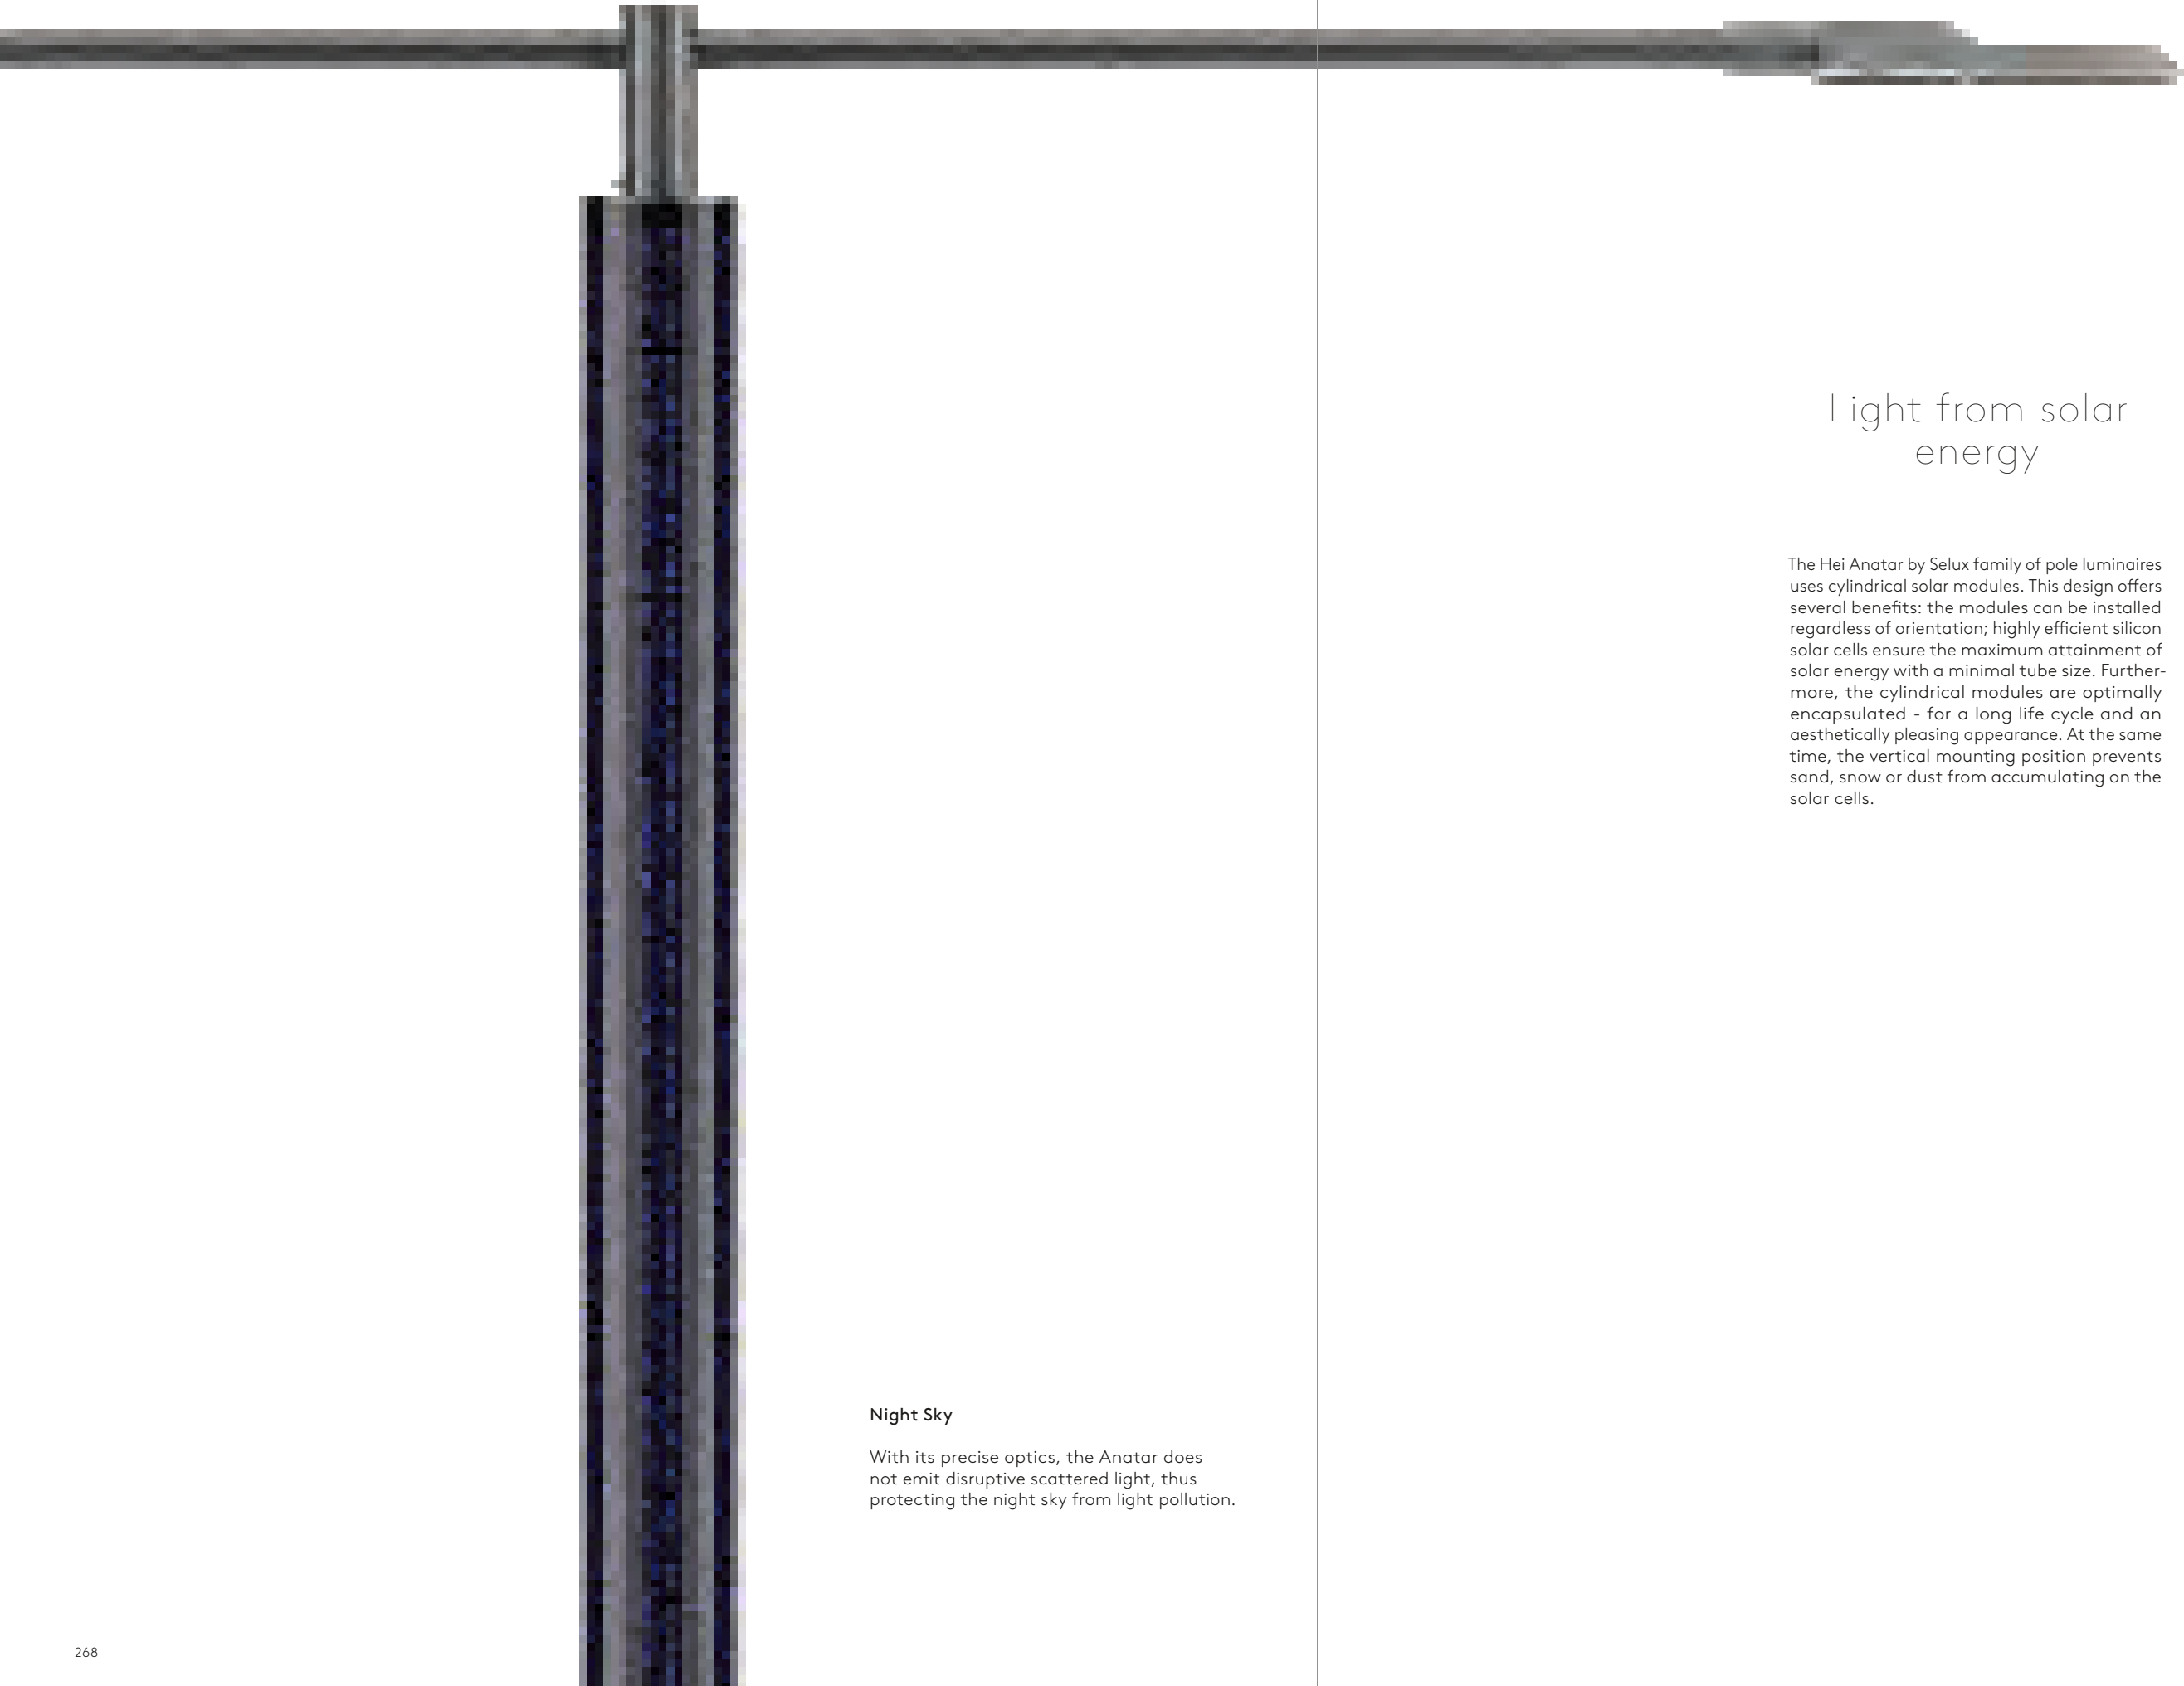 Light from solar
energy
The Hei Anatar by Selux family of pole luminaires
uses cylindrical solar modules. This design offers
several benefits: the modules can be installed
regardless of orientation; highly efficient silicon
solar cells ensure the maximum attainment of
solar energy with a minimal tube size. Further-
more, the cylindrical modules are optimally
encapsulated - for a long life cycle and an
aesthetically pleasing appearance. At the same
time, the vertical mounting position prevents
sand, snow or dust from accumulating on the
solar cells.
Night Sky
With its precise optics, the Anatar does
not emit disruptive scattered light, thus
protecting the night sky from light pollution.
268